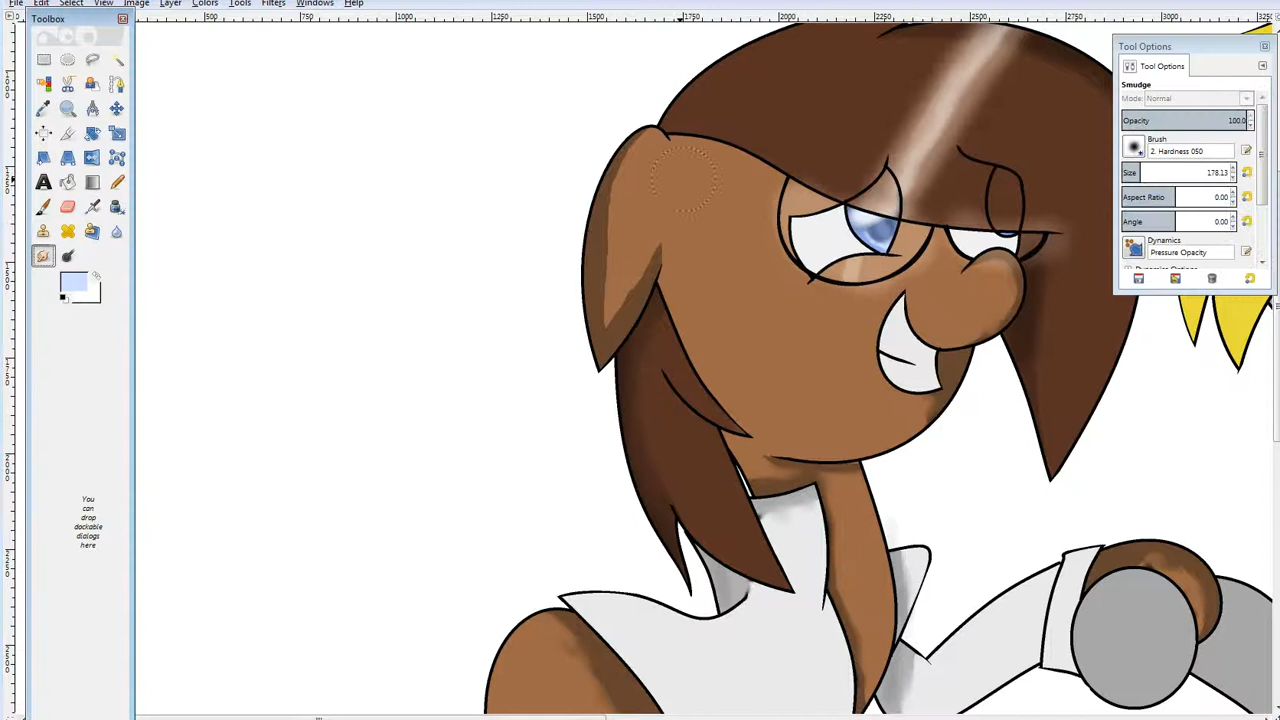 File Edit Select View Image Layer Colors Tools Filters Windows Help
Toolbox
500 750 1000 1250 1500 1750 2000 2250 2500 2750 3000 3250
You
can
drop
dockable
dialogs
here
Tool Options
Tool Options
Smudge
Mode: Normal
Opacity 100.0
Brush
2. Hardness 050
Size 178.13
Aspect Ratio 0.00
Angle 0.00
Dynamics
Pressure Opacity